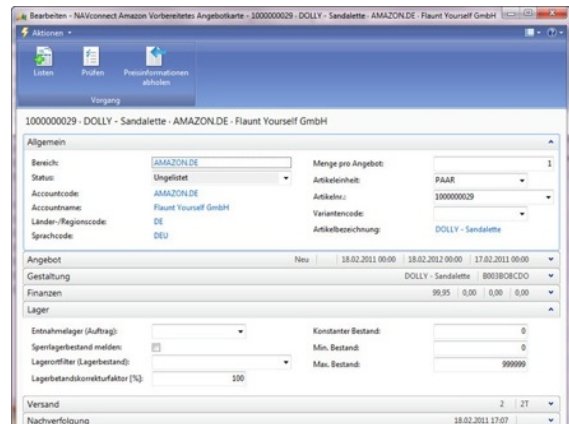 Bearbeiten - NAVconnect Amazon Vorbereitetes Angebotkarte - 1000000029 · DOLLY - Sandalette · AMAZON.DE · Flaunt Yourself GmbH
Aktionen
Listen
Prüfen
Preisinformationen
abholen
Vorgang
1000000029 · DOLLY - Sandalette · AMAZON.DE · Flaunt Yourself GmbH
Allgemein
Bereich: AMAZON.DE
Status: Ungelistet
Accountcode: AMAZON.DE
Accountname: Flaunt Yourself GmbH
Länder-/Regionscode: DE
Sprachcode: DEU
Menge pro Angebot: 1
Artikeleinheit: PAAR
Artikelnr.: 1000000029
Variantencode:
Artikelbezeichnung: DOLLY - Sandalette
Angebot Neu 18.02.2011 00:00 18.02.2012 00:00 17.02.2011 00:00
Gestaltung DOLLY - Sandalette B003BO8CDO
Finanzen 99,95 0,00 0,00 0,00
Lager
Entnahmelager (Auftrag):
Sperrlagerbestand melden:
Lagerortfilter (Lagerbestand):
Lagerbetandskorrekturfaktor [%]: 100
Konstanter Bestand: 0
Min. Bestand: 0
Max. Bestand: 999999
Versand 2 2T
Nachverfolgung 18.02.2011 17:07